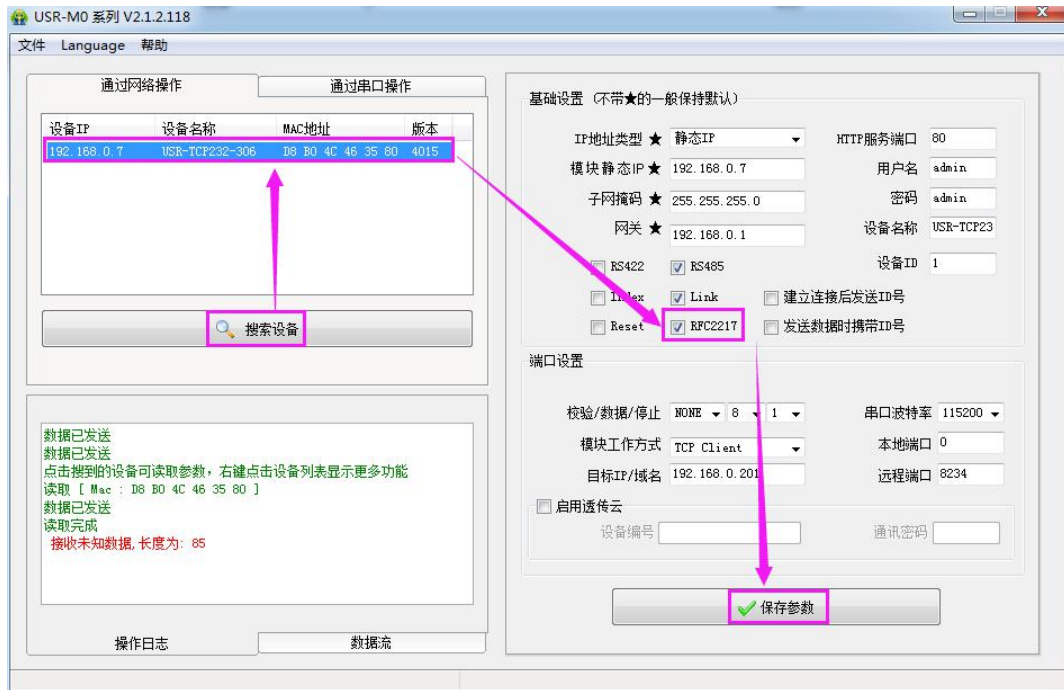 USR-M0 系列 V2.1.2.118
文件 Language 帮助
通过网络操作 通过串口操作
设备IP 设备名称 MAC地址 版本
192.168.0.7 USR-TCP232-306 D8 B0 4C 46 35 80 4015
搜索设备
数据已发送
数据已发送
点击搜到的设备可读取参数，右键点击设备列表显示更多功能
读取 [ Mac : D8 B0 4C 46 35 80 ]
数据已发送
读取完成
接收未知数据,长度为: 85
操作日志 数据流
基础设置 （不带★的一般保持默认）
IP地址类型 ★ 静态IP HTTP服务端口 80
模块静态IP★ 192.168.0.7 用户名 admin
子网掩码 ★ 255.255.255.0 密码 admin
网关 ★ 192.168.0.1 设备名称 USR-TCP23
RS422 RS485 设备ID 1
Index Link 建立连接后发送ID号
Reset RFC2217 发送数据时携带ID号
端口设置
校验/数据/停止 NONE 8 1 串口波特率 115200
模块工作方式 TCP Client 本地端口 0
目标IP/域名 192.168.0.201 远程端口 8234
启用透传云
设备编号 通讯密码
保存参数